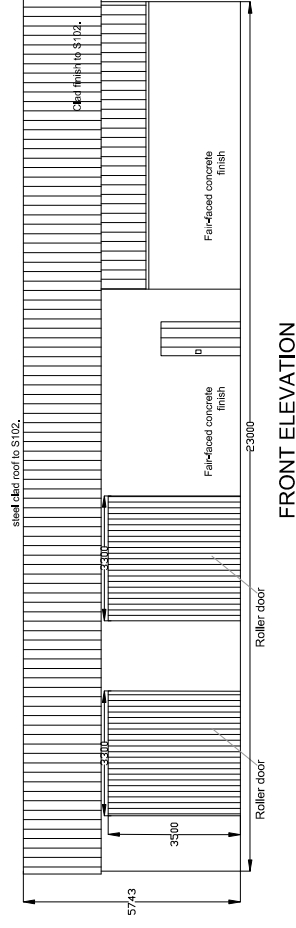 steel clad roof to S102.
Clad finish to S102.
3300
3300
3500
5743
Fair-faced concrete
finish
Fair-faced concrete
finish
Roller door
Roller door
23000
FRONT ELEVATION